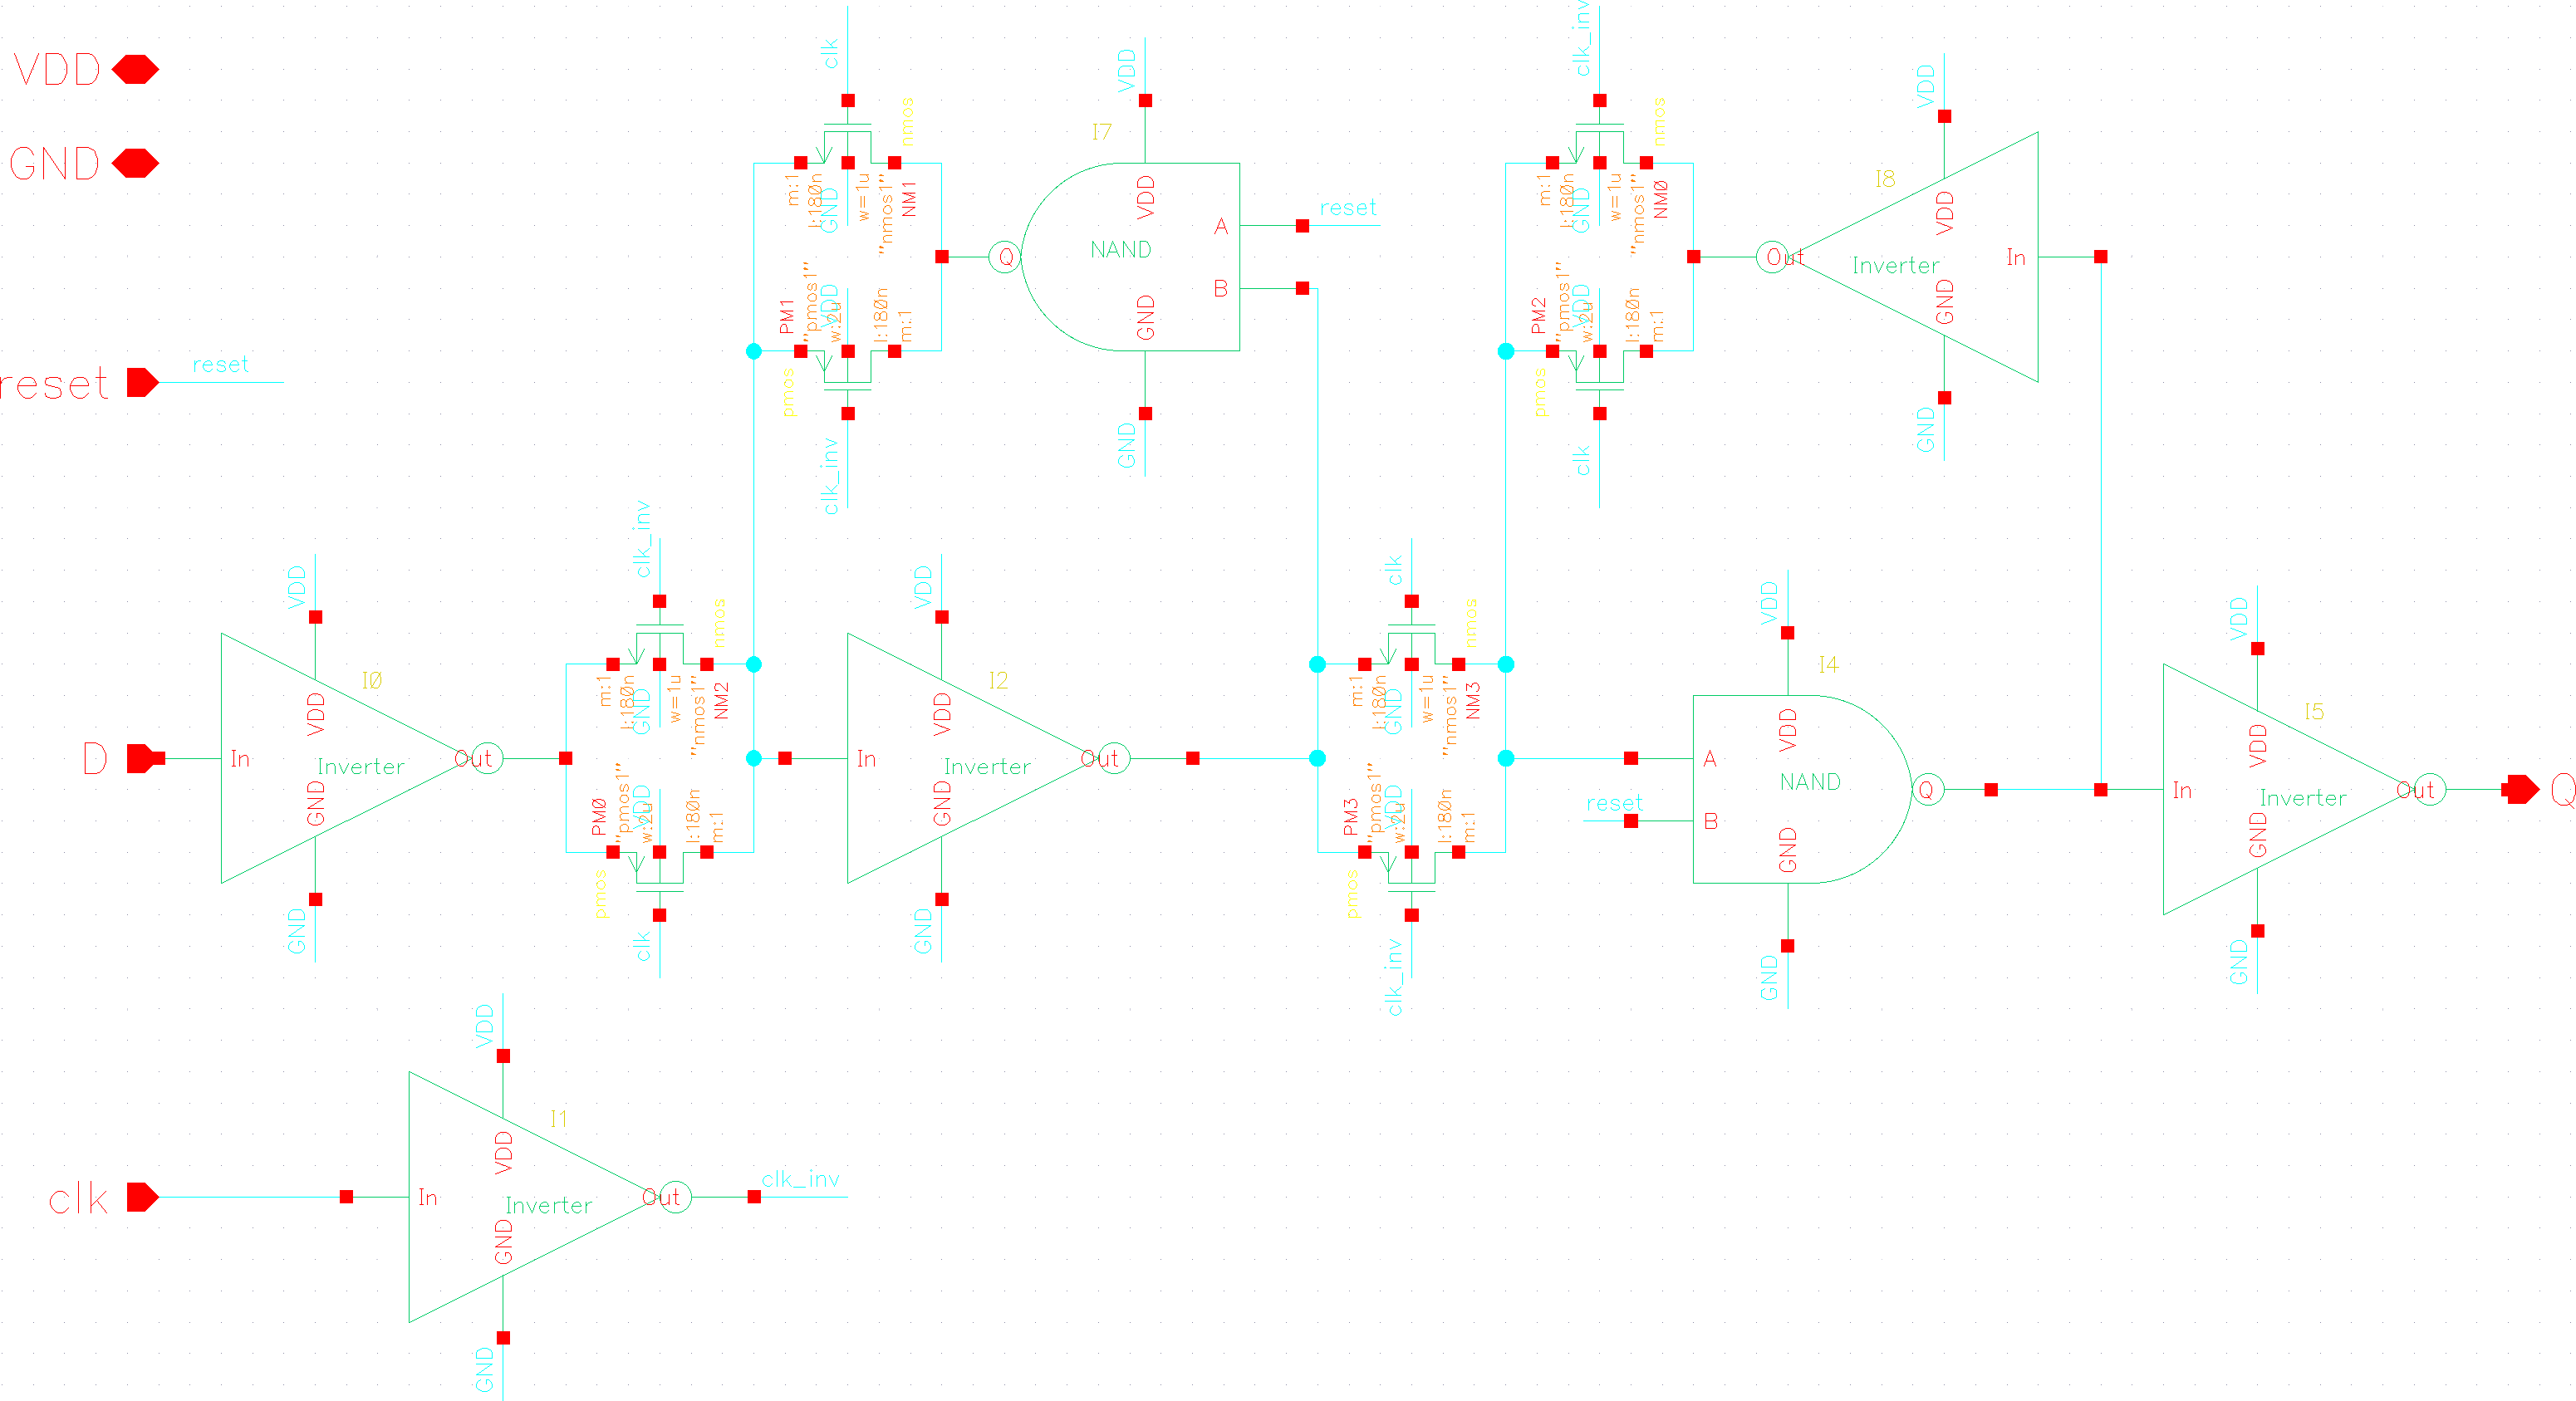 VDD
GND
reset
reset
D
clk
I0
In
VDD
GND
Inverter
Out
VDD
GND
clk_inv
nmos
m:1
l:180n
GND
w=1u
"nmos1"
NM2
PM0
"pmos1"
w:2u
VDD
l:180n
m:1
pmos
clk
clk
nmos
m:1
l:180n
GND
w=1u
"nmos1"
NM1
PM1
"pmos1"
w:2u
VDD
l:180n
m:1
pmos
clk_inv
I7
VDD
VDD
NAND
Q
A
B
GND
GND
reset
I2
In
VDD
GND
Inverter
Out
VDD
GND
clk
nmos
m:1
l:180n
GND
w=1u
"nmos1"
NM3
PM3
"pmos1"
w:2u
VDD
l:180n
m:1
pmos
clk_inv
clk_inv
nmos
m:1
l:180n
GND
w=1u
"nmos1"
NM0
PM2
"pmos1"
w:2u
VDD
l:180n
m:1
pmos
clk
I8
VDD
VDD
Out
Inverter
In
GND
GND
I4
VDD
VDD
A
NAND
Q
reset
B
GND
GND
I5
VDD
VDD
In
Inverter
Out
GND
GND
Q
I1
VDD
VDD
In
Inverter
Out
clk_inv
GND
GND